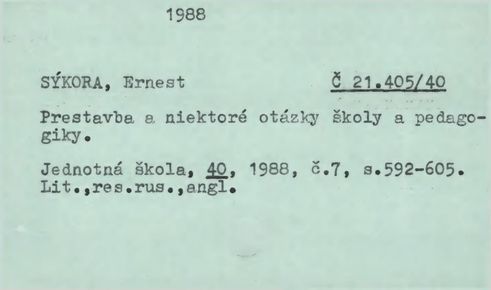 1988
SÝKORA, Ernest Č 21.405/40
Prestavba a niektoré otázky školy a pedago-
giky.
Jednotná škola, 40, 1988, č.7, s.592-605.
Lit.,res.rus.,angl.